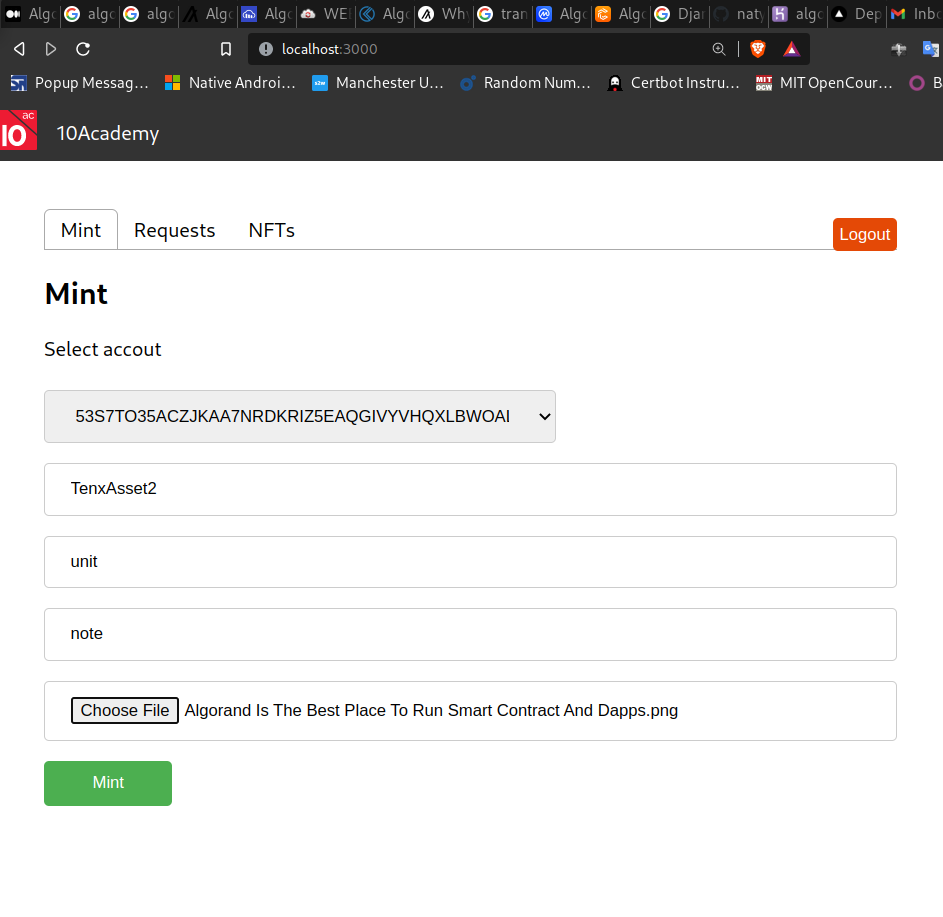 Algo algo algo Algo Algo WE Algo Why tran Algo Algo Djan naty algo Dep Inbo
localhost:3000
Popup Messag... Native Androi... Manchester U... Random Num... Certbot Instru... MIT OpenCour... B
10 ac 10Academy
Mint Requests NFTs Logout
Mint
Select accout
53S7TO35ACZJKAA7NRDKRIZ5EAQGIVYVHQXLBWOAI
TenxAsset2
unit
note
Choose File Algorand Is The Best Place To Run Smart Contract And Dapps.png
Mint